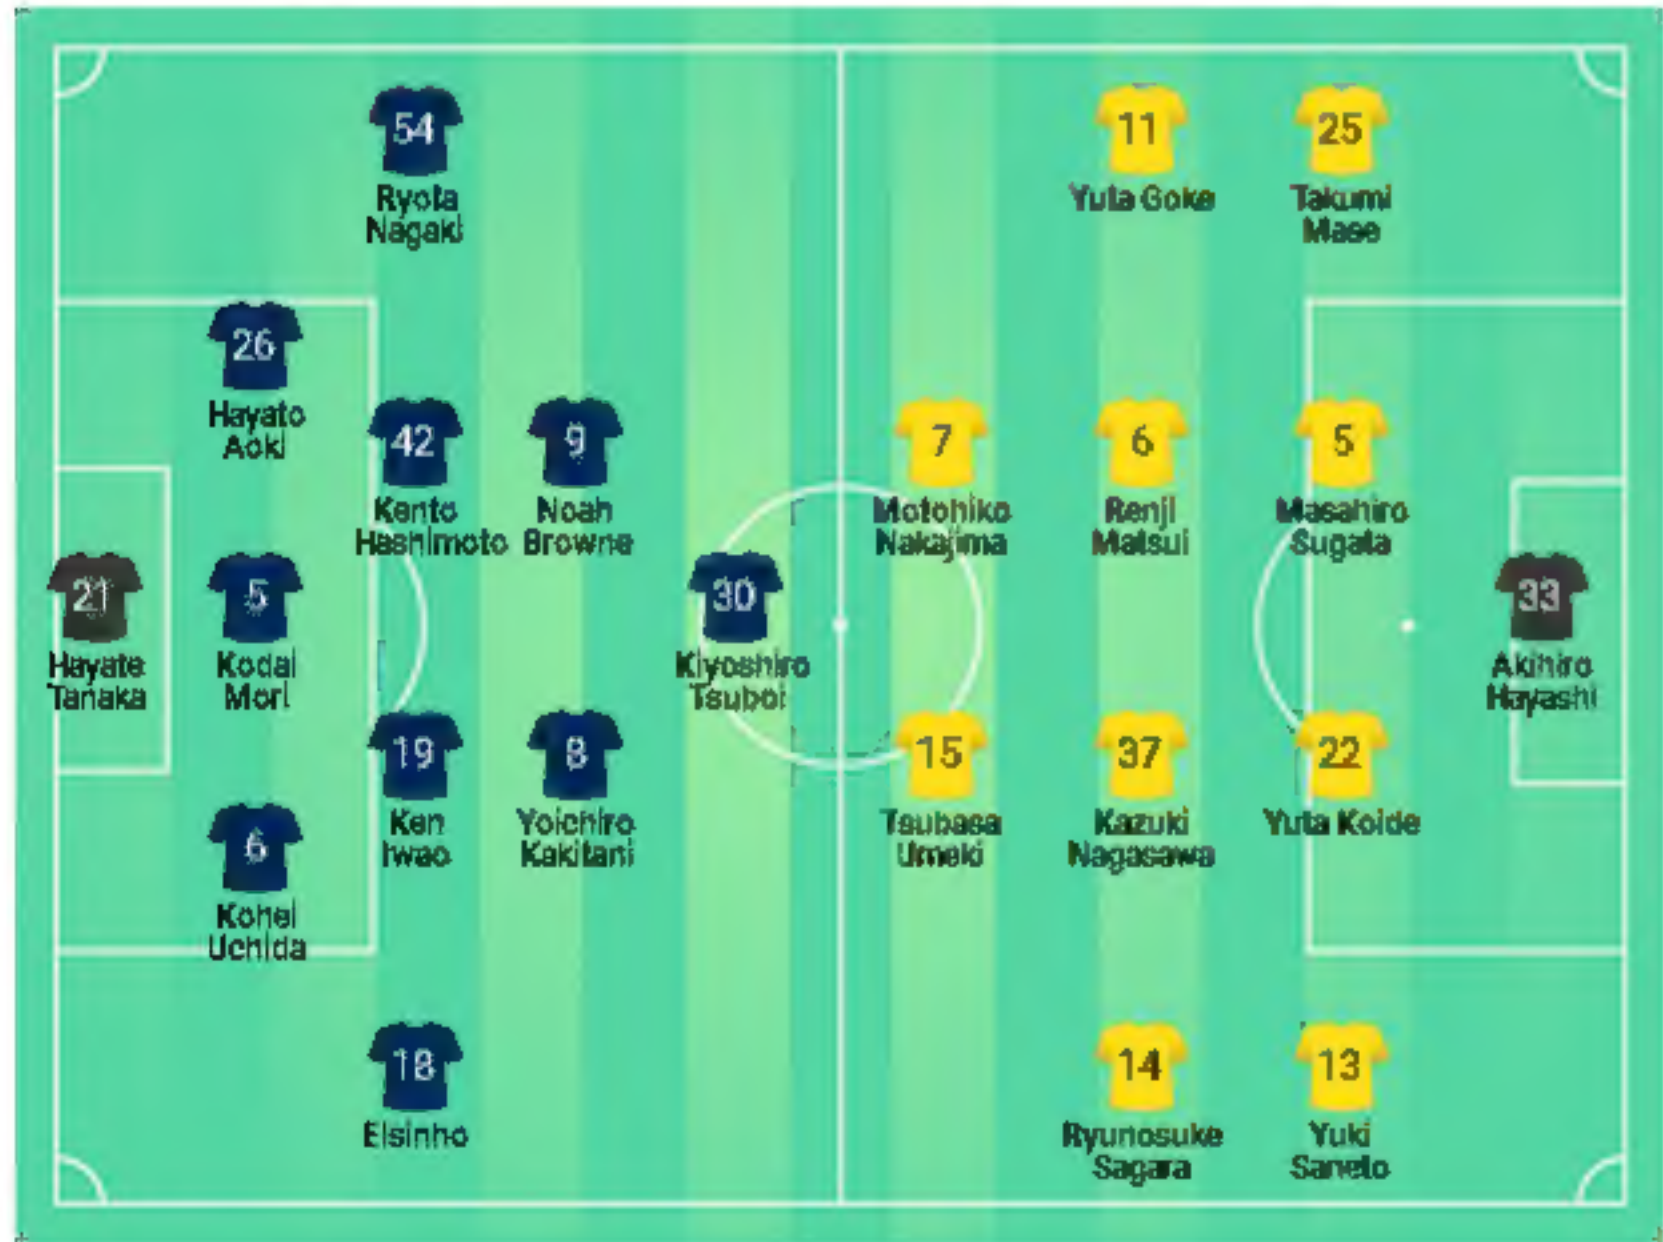 54
Ryota
Nagaki
26
Hayato
Aoki
42
Kento
Hashimoto
9
Noah
Browne
21
Hayate
Tanaka
5
Kodai
Mori
30
Kiyoshiro
Tsuboi
19
Ken
Iwao
8
Yoichiro
Kakitani
6
Kohei
Uchida
18
Elsinho
11
Yuta Goke
25
Takumi
Mase
7
Motohiko
Nakajima
6
Renji
Matsui
5
Masahiro
Sugata
33
Akihiro
Hayashi
15
Tsubasa
Umeki
37
Kazuki
Nagasawa
22
Yuta Koide
14
Ryunosuke
Sagara
13
Yuki
Saneto